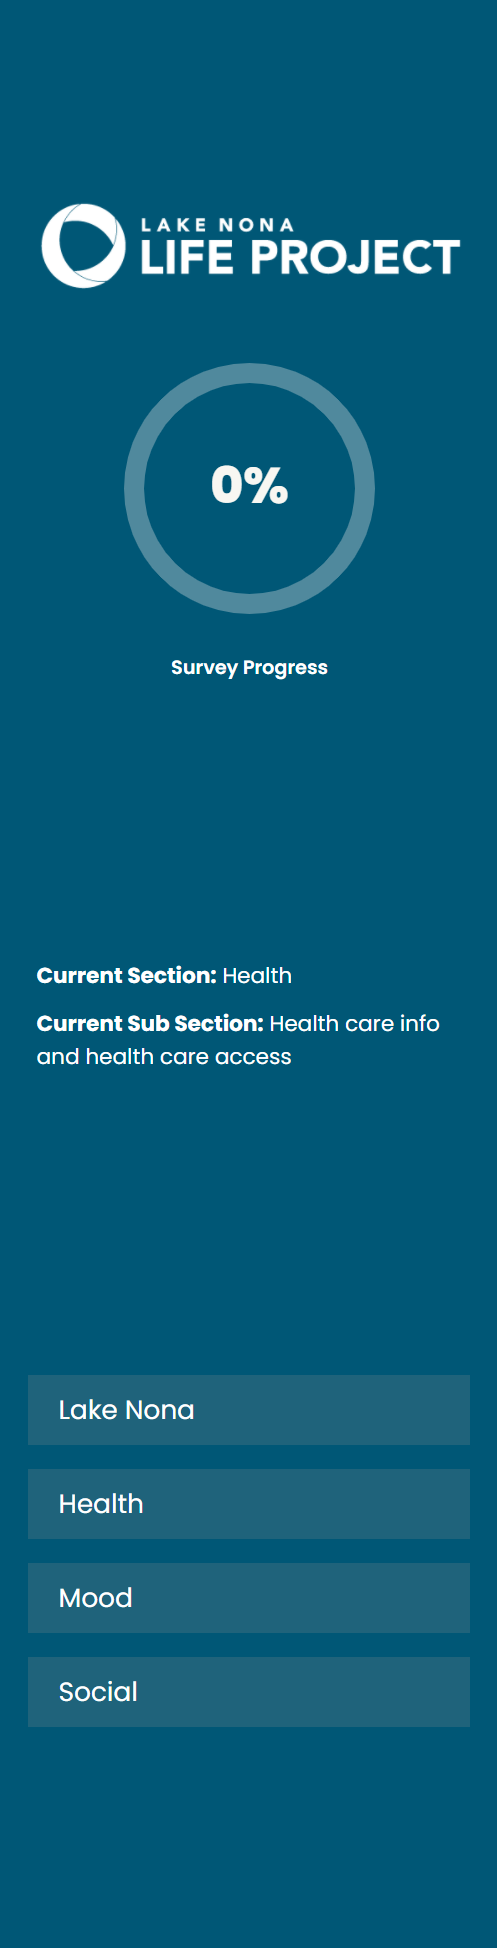 LAKE NONA
LIFE PROJECT
0%
Survey Progress
Current Section: Health
Current Sub Section: Health care info
and health care access
Lake Nona
Health
Mood
Social